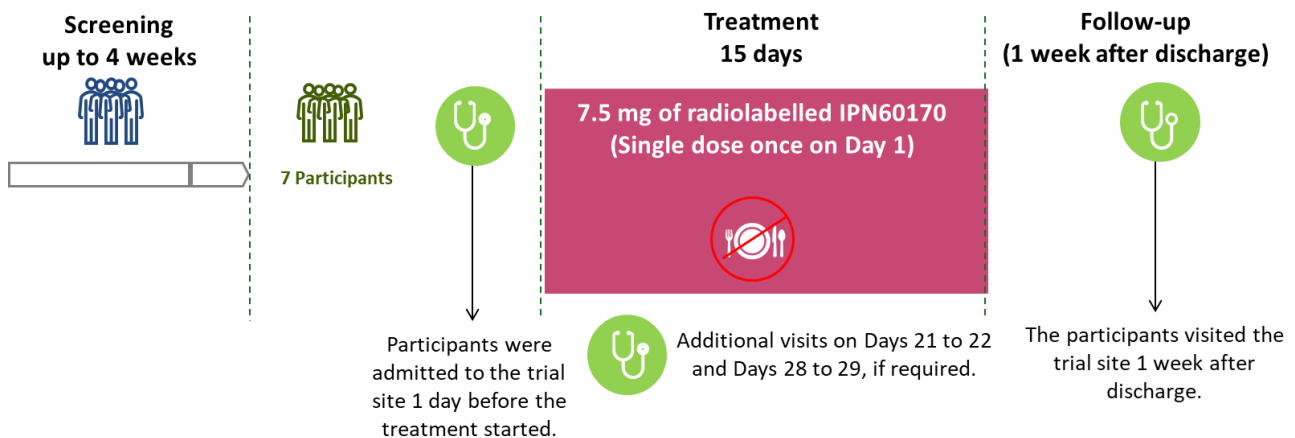 Screening
up to 4 weeks
7 Participants
Participants were
admitted to the trial
site 1 day before the
treatment started.
Treatment
15 days
7.5 mg of radiolabelled IPN60170
(Single dose once on Day 1)
Additional visits on Days 21 to 22
and Days 28 to 29, if required.
Follow-up
(1 week after discharge)
The participants visited the
trial site 1 week after
discharge.